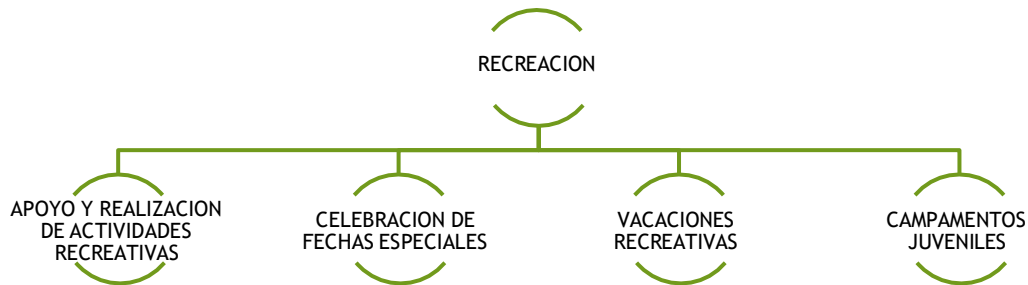 RECREACION
APOYO Y REALIZACION
DE ACTIVIDADES
RECREATIVAS
CELEBRACION DE
FECHAS ESPECIALES
VACACIONES
RECREATIVAS
CAMPAMENTOS
JUVENILES